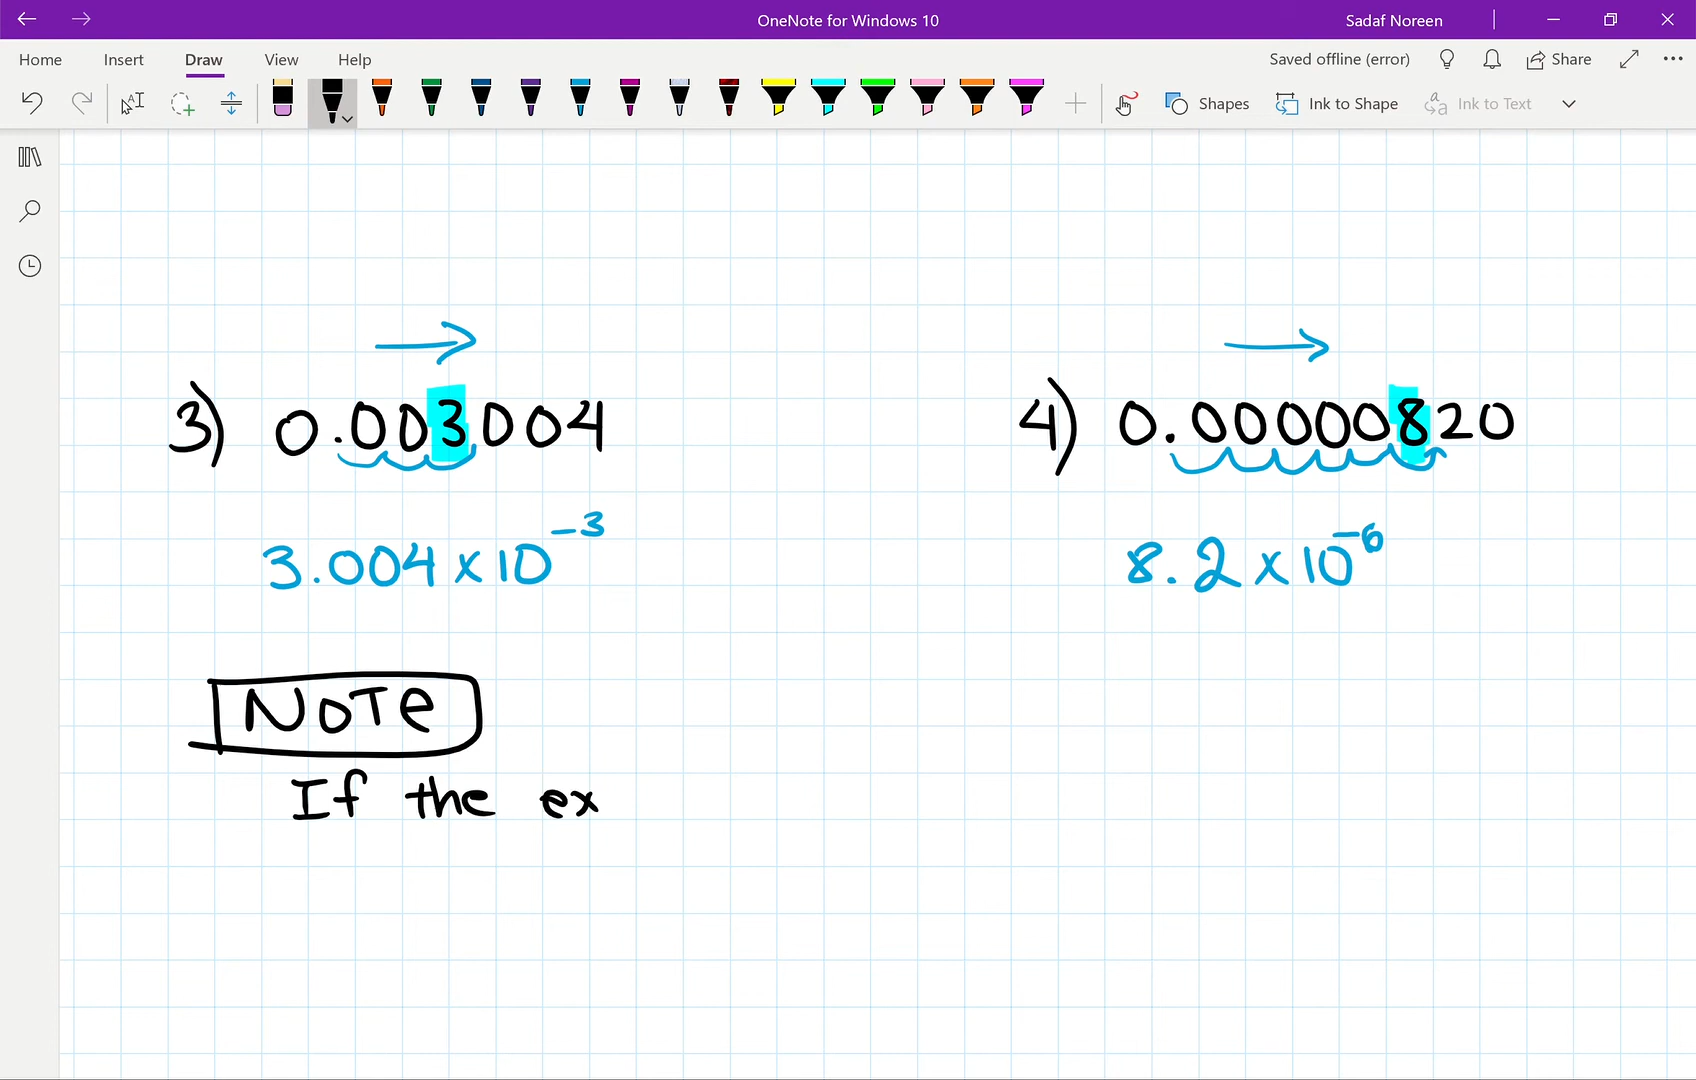 OneNote for Windows 10
Sadaf Noreen
Home Insert Draw View Help
Saved offline (error)
Share
Shapes
Ink to Shape
Ink to Text
3) 0.003004
3.004 x 10^-3
4) 0.00000820
8.2 x 10^-6
NOTe
If the ex